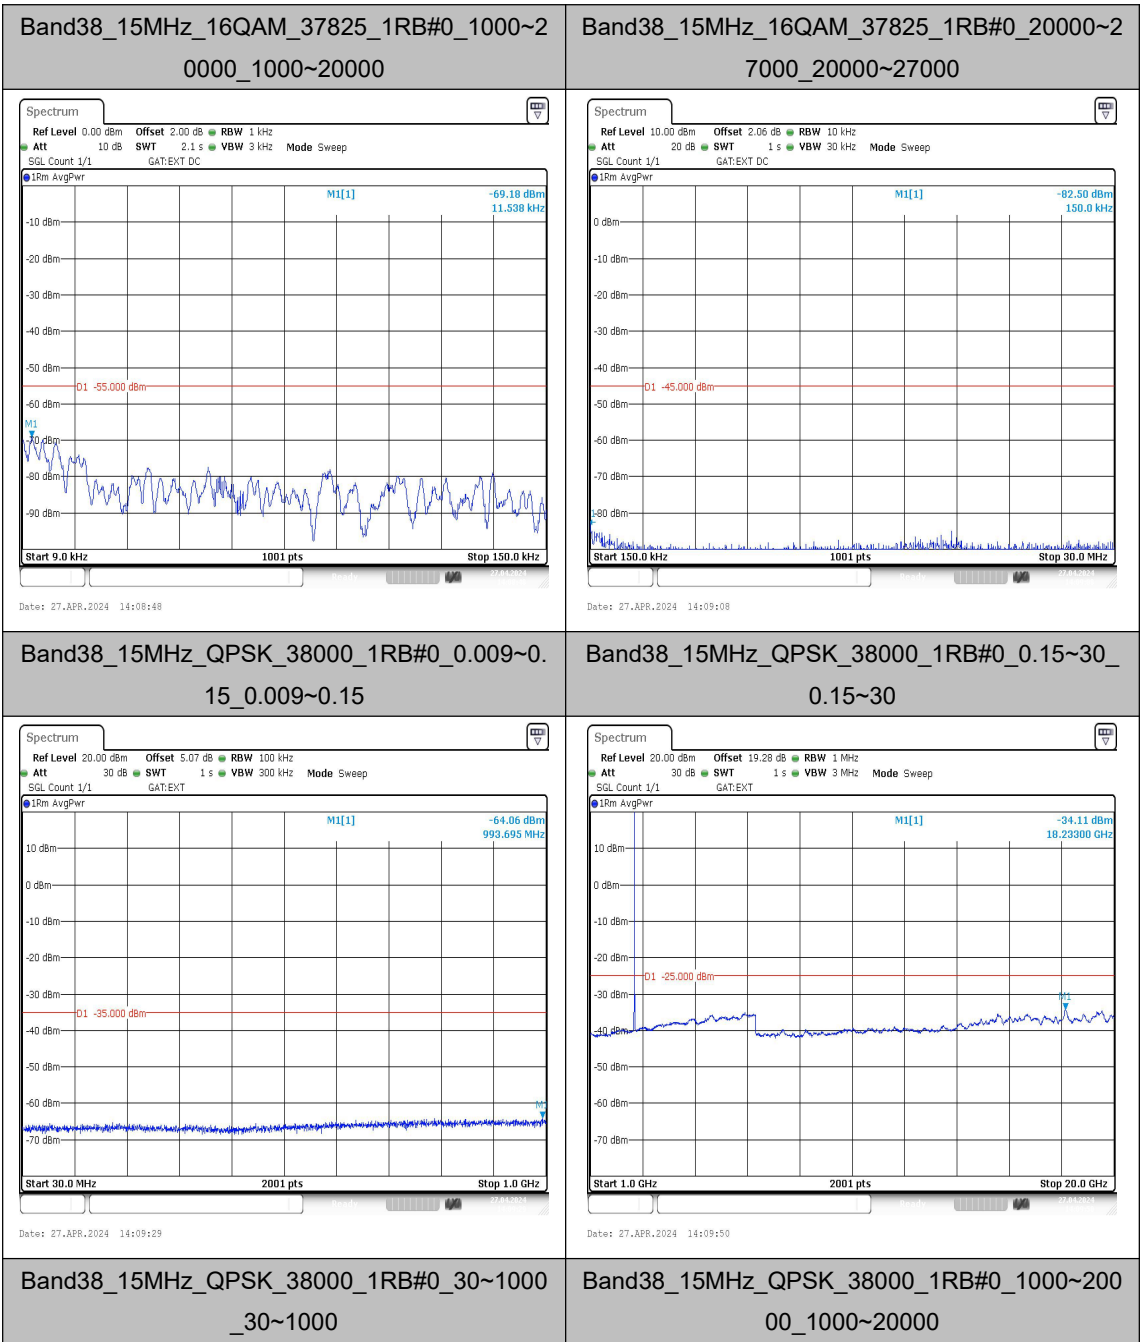 Band38_15MHz_16QAM_37825_1RB#0_1000~2
0000_1000~20000
Band38_15MHz_16QAM_37825_1RB#0_20000~2
7000_20000~27000
Spectrum
Ref Level 0.00 dBm Offset 2.00 dB RBW 1 kHz
Att 10 dB SWT 2.1 s VBW 3 kHz Mode Sweep
SGL Count 1/1 GAT:EXT DC
1Rm AvgPwr
M1[1] -69.18 dBm
11.538 kHz
-10 dBm
-20 dBm
-30 dBm
-40 dBm
-50 dBm
D1 -55.000 dBm
-60 dBm
M1
-70 dBm
-80 dBm
-90 dBm
Start 9.0 kHz 1001 pts Stop 150.0 kHz
Ready 27.04.2024
Date: 27.APR.2024 14:08:48
Spectrum
Ref Level 10.00 dBm Offset 2.06 dB RBW 10 kHz
Att 20 dB SWT 1 s VBW 30 kHz Mode Sweep
SGL Count 1/1 GAT:EXT DC
1Rm AvgPwr
M1[1] -82.50 dBm
150.0 kHz
0 dBm
-10 dBm
-20 dBm
-30 dBm
-40 dBm
D1 -45.000 dBm
-50 dBm
-60 dBm
-70 dBm
-80 dBm
Start 150.0 kHz 1001 pts Stop 30.0 MHz
27.04.2024
Date: 27.APR.2024 14:09:08
Band38_15MHz_QPSK_38000_1RB#0_0.009~0.
15_0.009~0.15
Band38_15MHz_QPSK_38000_1RB#0_0.15~30_
0.15~30
Spectrum
Ref Level 20.00 dBm Offset 5.07 dB RBW 100 kHz
Att 30 dB SWT 1 s VBW 300 kHz Mode Sweep
SGL Count 1/1 GAT:EXT
1Rm AvgPwr
M1[1] -64.06 dBm
993.695 MHz
10 dBm
0 dBm
-10 dBm
-20 dBm
-30 dBm
D1 -35.000 dBm
-40 dBm
-50 dBm
-60 dBm
-70 dBm
Start 30.0 MHz 2001 pts Stop 1.0 GHz
27.04.2024
Date: 27.APR.2024 14:09:29
Spectrum
Ref Level 20.00 dBm Offset 19.28 dB RBW 1 MHz
Att 30 dB SWT 1 s VBW 3 MHz Mode Sweep
SGL Count 1/1 GAT:EXT
1Rm AvgPwr
M1[1] -34.11 dBm
18.23300 GHz
10 dBm
0 dBm
-10 dBm
-20 dBm
D1 -25.000 dBm
-30 dBm
M1
-40 dBm
-50 dBm
-60 dBm
-70 dBm
Start 1.0 GHz 2001 pts Stop 20.0 GHz
27.04.2024
Date: 27.APR.2024 14:09:50
Band38_15MHz_QPSK_38000_1RB#0_30~1000
_30~1000
Band38_15MHz_QPSK_38000_1RB#0_1000~200
00_1000~20000